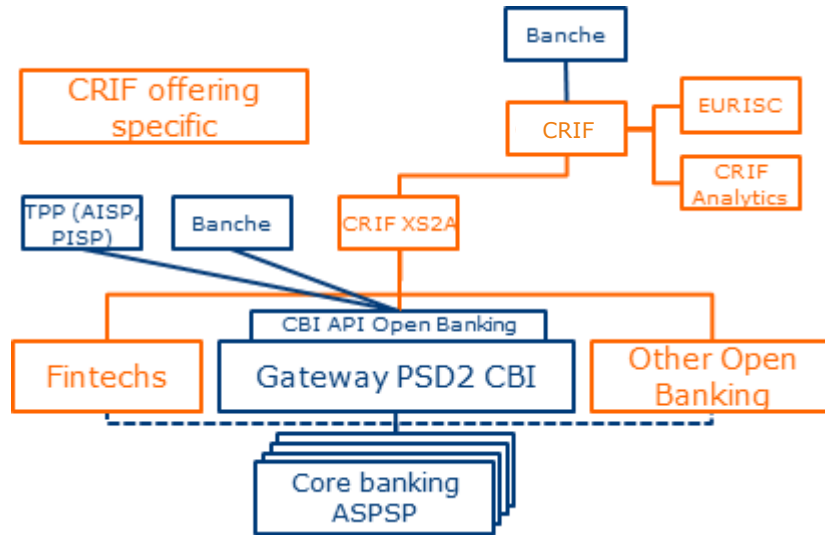 Banche
CRIF offering
specific
CRIF
EURISC
CRIF
Analytics
TPP (AISP,
PISP)
Banche
CRIF XS2A
CBI API Open Banking
Fintechs
Gateway PSD2 CBI
Other Open
Banking
Core banking
ASPSP